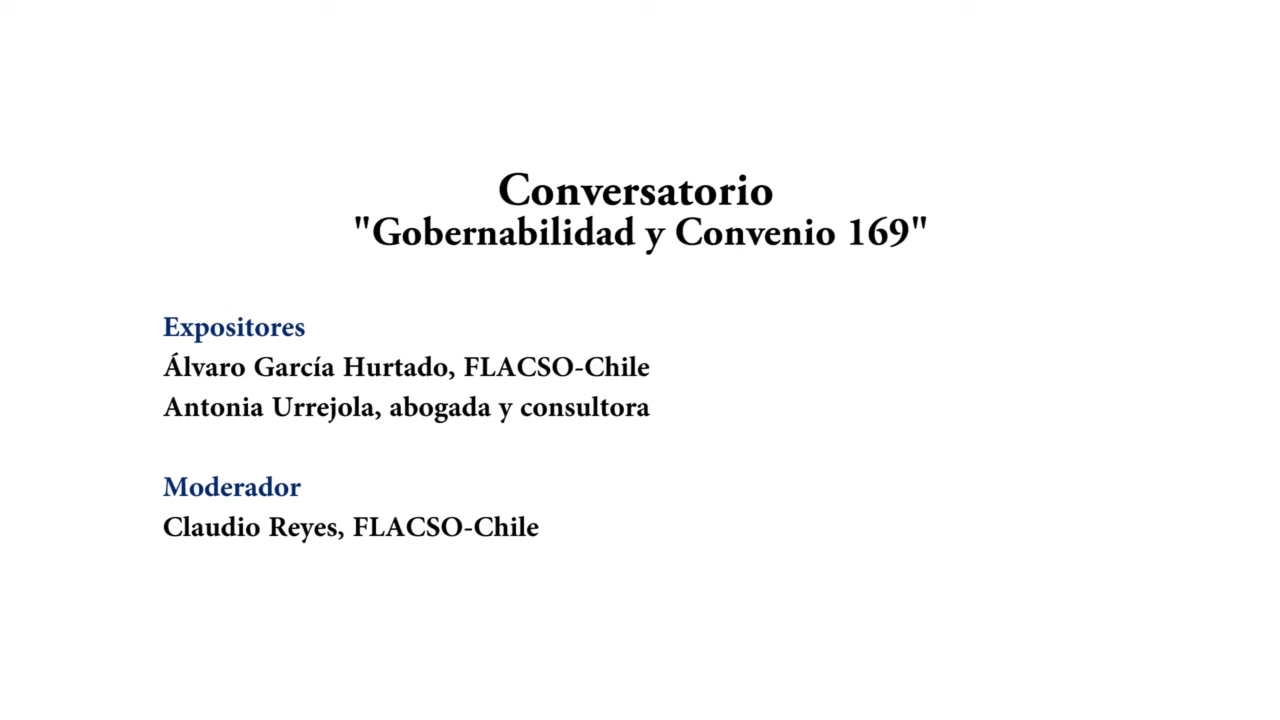 Conversatorio
"Gobernabilidad y Convenio 169"
Expositores
Álvaro García Hurtado, FLACSO-Chile
Antonia Urrejola, abogada y consultora
Moderador
Claudio Reyes, FLACSO-Chile